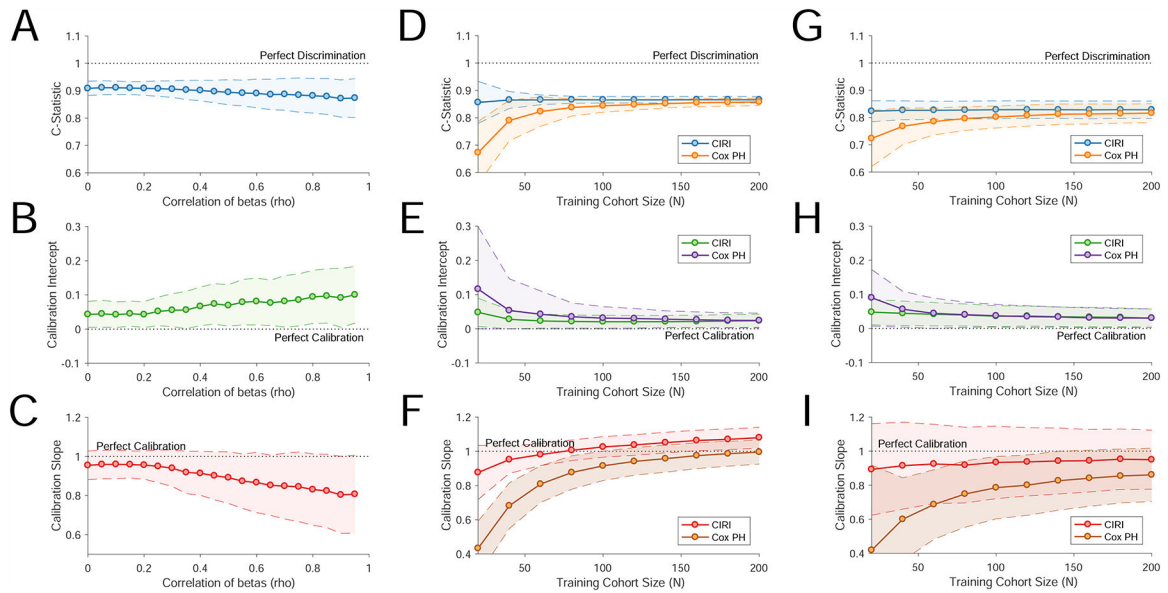 A
1.1
1
0.9
0.8
0.7
0.6
C-Statistic
Perfect Discrimination
0
0.2
0.4
0.6
0.8
1
Correlation of betas (rho)
D
1.1
1
0.9
0.8
0.7
0.6
C-Statistic
Perfect Discrimination
CIRI
Cox PH
50
100
150
200
Training Cohort Size (N)
G
1.1
1
0.9
0.8
0.7
0.6
C-Statistic
Perfect Discrimination
CIRI
Cox PH
50
100
150
200
Training Cohort Size (N)
B
0.3
0.2
0.1
0
-0.1
Calibration Intercept
Perfect Calibration
0
0.2
0.4
0.6
0.8
1
Correlation of betas (rho)
E
0.3
0.2
0.1
0
-0.1
Calibration Intercept
CIRI
Cox PH
Perfect Calibration
50
100
150
200
Training Cohort Size (N)
H
0.3
0.2
0.1
0
-0.1
Calibration Intercept
CIRI
Cox PH
Perfect Calibration
50
100
150
200
Training Cohort Size (N)
C
1.2
1
0.8
0.6
Calibration Slope
Perfect Calibration
0
0.2
0.4
0.6
0.8
1
Correlation of betas (rho)
F
1.2
1
0.8
0.6
0.4
Calibration Slope
Perfect Calibration
CIRI
Cox PH
50
100
150
200
Training Cohort Size (N)
I
1.2
1
0.8
0.6
0.4
Calibration Slope
Perfect Calibration
CIRI
Cox PH
50
100
150
200
Training Cohort Size (N)